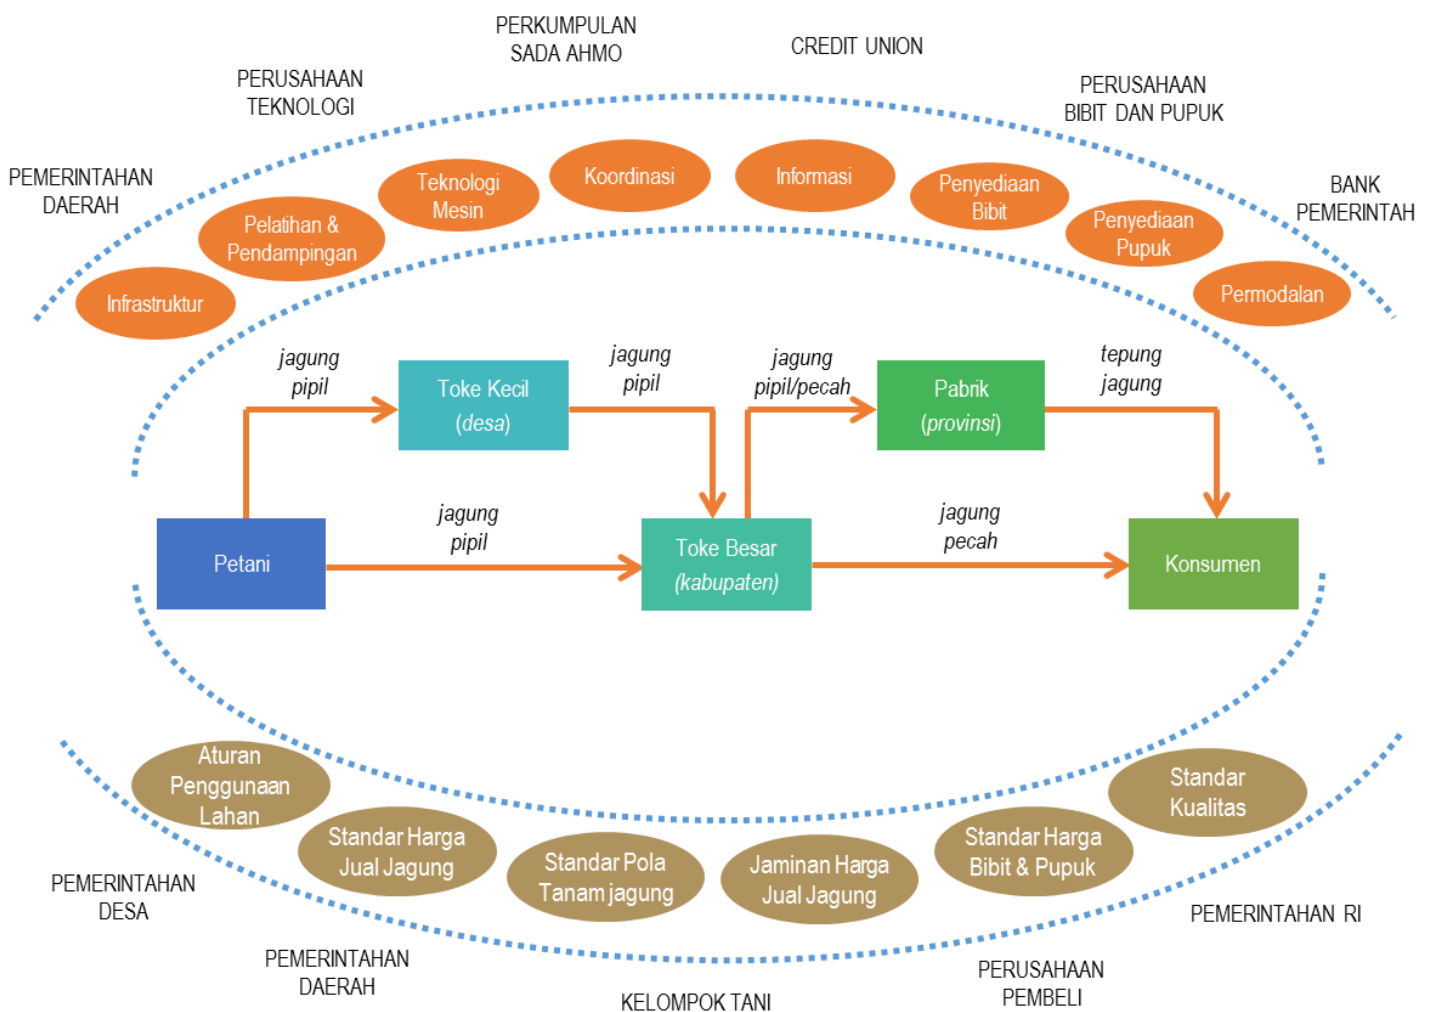 PERKUMPULAN
SADA AHMO
CREDIT UNION
PERUSAHAAN
TEKNOLOGI
PERUSAHAAN
BIBIT DAN PUPUK
PEMERINTAHAN
DAERAH
BANK
PEMERINTAH
Infrastruktur
Pelatihan &
Pendampingan
Teknologi
Mesin
Koordinasi
Informasi
Penyediaan
Bibit
Penyediaan
Pupuk
Permodalan
jagung
pipil
Toke Kecil
(desa)
jagung
pipil
jagung
pipil/pecah
Pabrik
(provinsi)
tepung
jagung
Petani
jagung
pipil
Toke Besar
(kabupaten)
jagung
pecah
Konsumen
Aturan
Penggunaan
Lahan
Standar Harga
Jual Jagung
Standar Pola
Tanam jagung
Jaminan Harga
Jual Jagung
Standar Harga
Bibit & Pupuk
Standar
Kualitas
PEMERINTAHAN
DESA
PEMERINTAHAN
DAERAH
KELOMPOK TANI
PERUSAHAAN
PEMBELI
PEMERINTAHAN RI